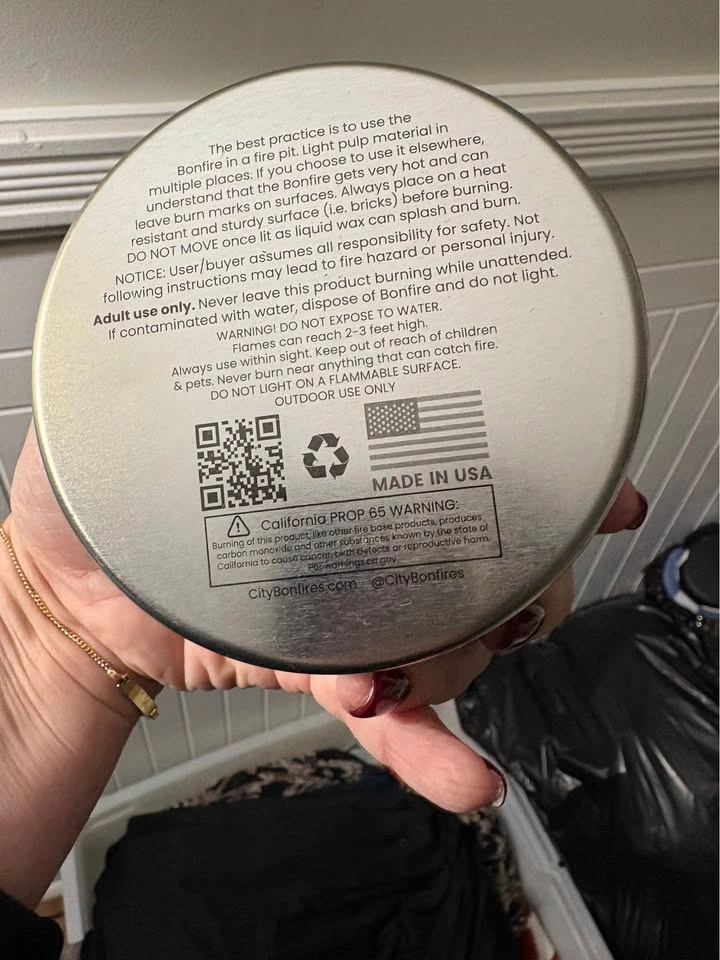 The best practice is to use the
Bonfire in a fire pit. Light pulp material in
multiple places. If you choose to use it elsewhere,
understand that the Bonfire gets very hot and can
leave burn marks on surfaces. Always place on a heat
resistant and sturdy surface (i.e. bricks) before burning.
DO NOT MOVE once lit as liquid wax can splash and burn.
NOTICE: User/buyer assumes all responsibility for safety. Not
following instructions may lead to fire hazard or personal injury.
Adult use only. Never leave this product burning while unattended.
If contaminated with water, dispose of Bonfire and do not light.
WARNING! DO NOT EXPOSE TO WATER.
Flames can reach 2-3 feet high.
Always use within sight. Keep out of reach of children
& pets. Never burn near anything that can catch fire.
DO NOT LIGHT ON A FLAMMABLE SURFACE.
OUTDOOR USE ONLY
MADE IN USA
California PROP 65 WARNING:
Burning of this product, like other fire base products, produces
carbon monoxide and other substances known by the state of
California to cause cancer, birth defects or reproductive harm.
P65warnings.ca.gov
CityBonfires.com @CityBonfires